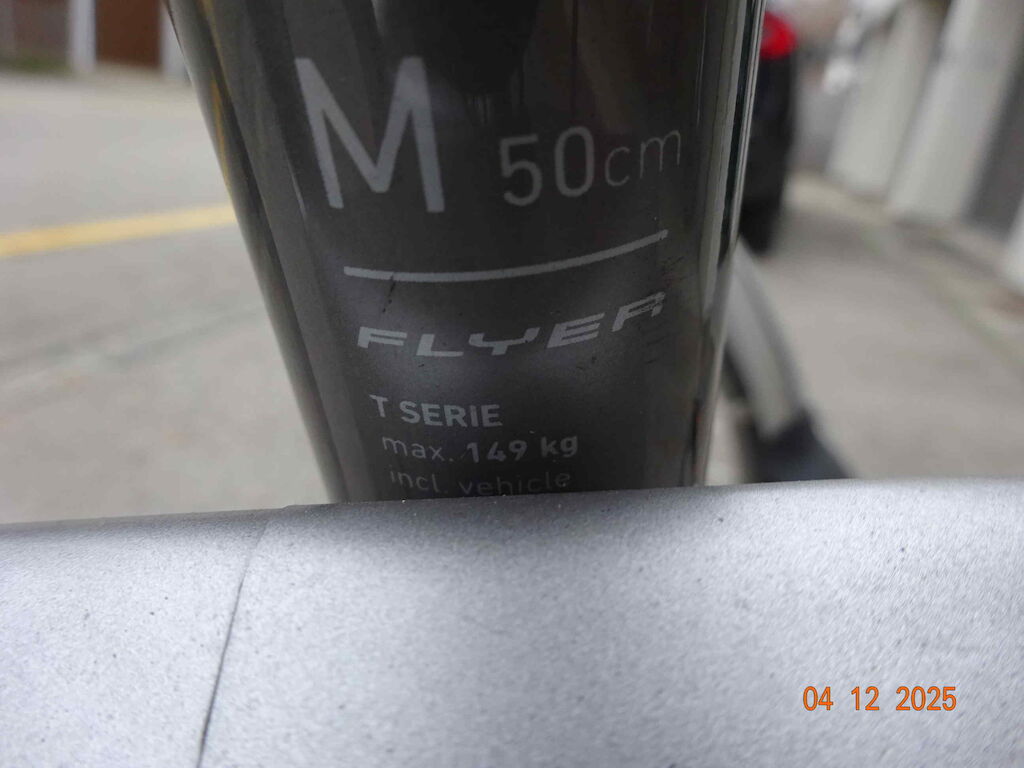 M 50cm
FLYER
T SERIE
max. 149 kg
incl. vehicle
04 12 2025